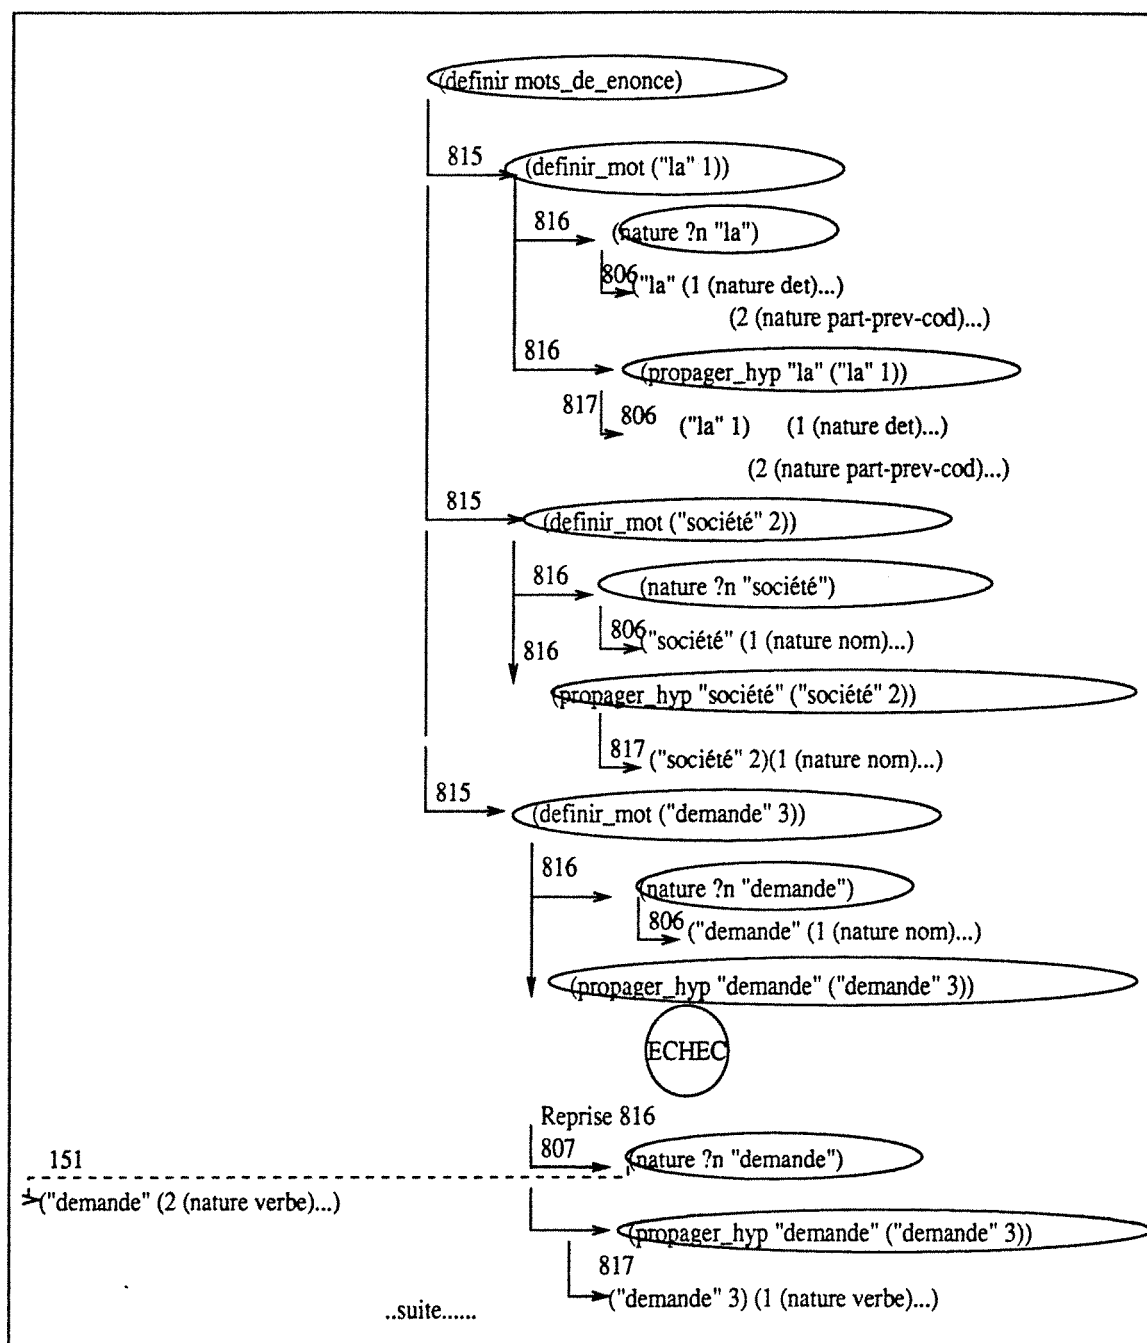 (definir mots_de_enonce)
815
(definir_mot ("la" 1))
816
(nature ?n "la")
806
("la" (1 (nature det)...)
(2 (nature part-prev-cod)...)
816
(propager_hyp "la" ("la" 1))
817
806
("la" 1) (1 (nature det)...)
(2 (nature part-prev-cod)...)
815
(definir_mot ("société" 2))
816
(nature ?n "société")
806
("société" (1 (nature nom)...)
816
(propager_hyp "société" ("société" 2))
817
("société" 2)(1 (nature nom)...)
815
(definir_mot ("demande" 3))
816
(nature ?n "demande")
806
("demande" (1 (nature nom)...)
(propager_hyp "demande" ("demande" 3))
ECHEC
Reprise 816
807
(nature ?n "demande")
151
("demande" (2 (nature verbe)...)
(propager_hyp "demande" ("demande" 3))
817
("demande" 3) (1 (nature verbe)...)
..suite......